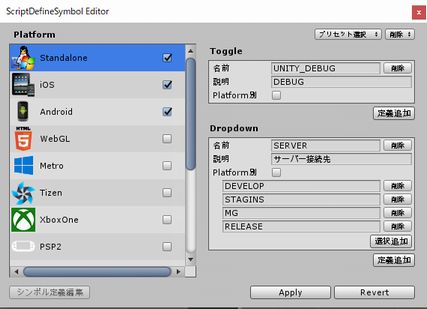 ScriptDefineSymbol Editor
x
プリセット選択 削除
Platform
Standalone
iOS
Android
HTML
5
WebGL
Metro
Tizen
XboxOne
PSP2
シンボル定義編集
Toggle
名前 UNITY_DEBUG 削除
説明 DEBUG
Platform別
定義追加
Dropdown
名前 SERVER 削除
説明 サーバー接続先
Platform別
DEVELOP 削除
STAGINS 削除
MG 削除
RELEASE 削除
選択追加
定義追加
Apply Revert